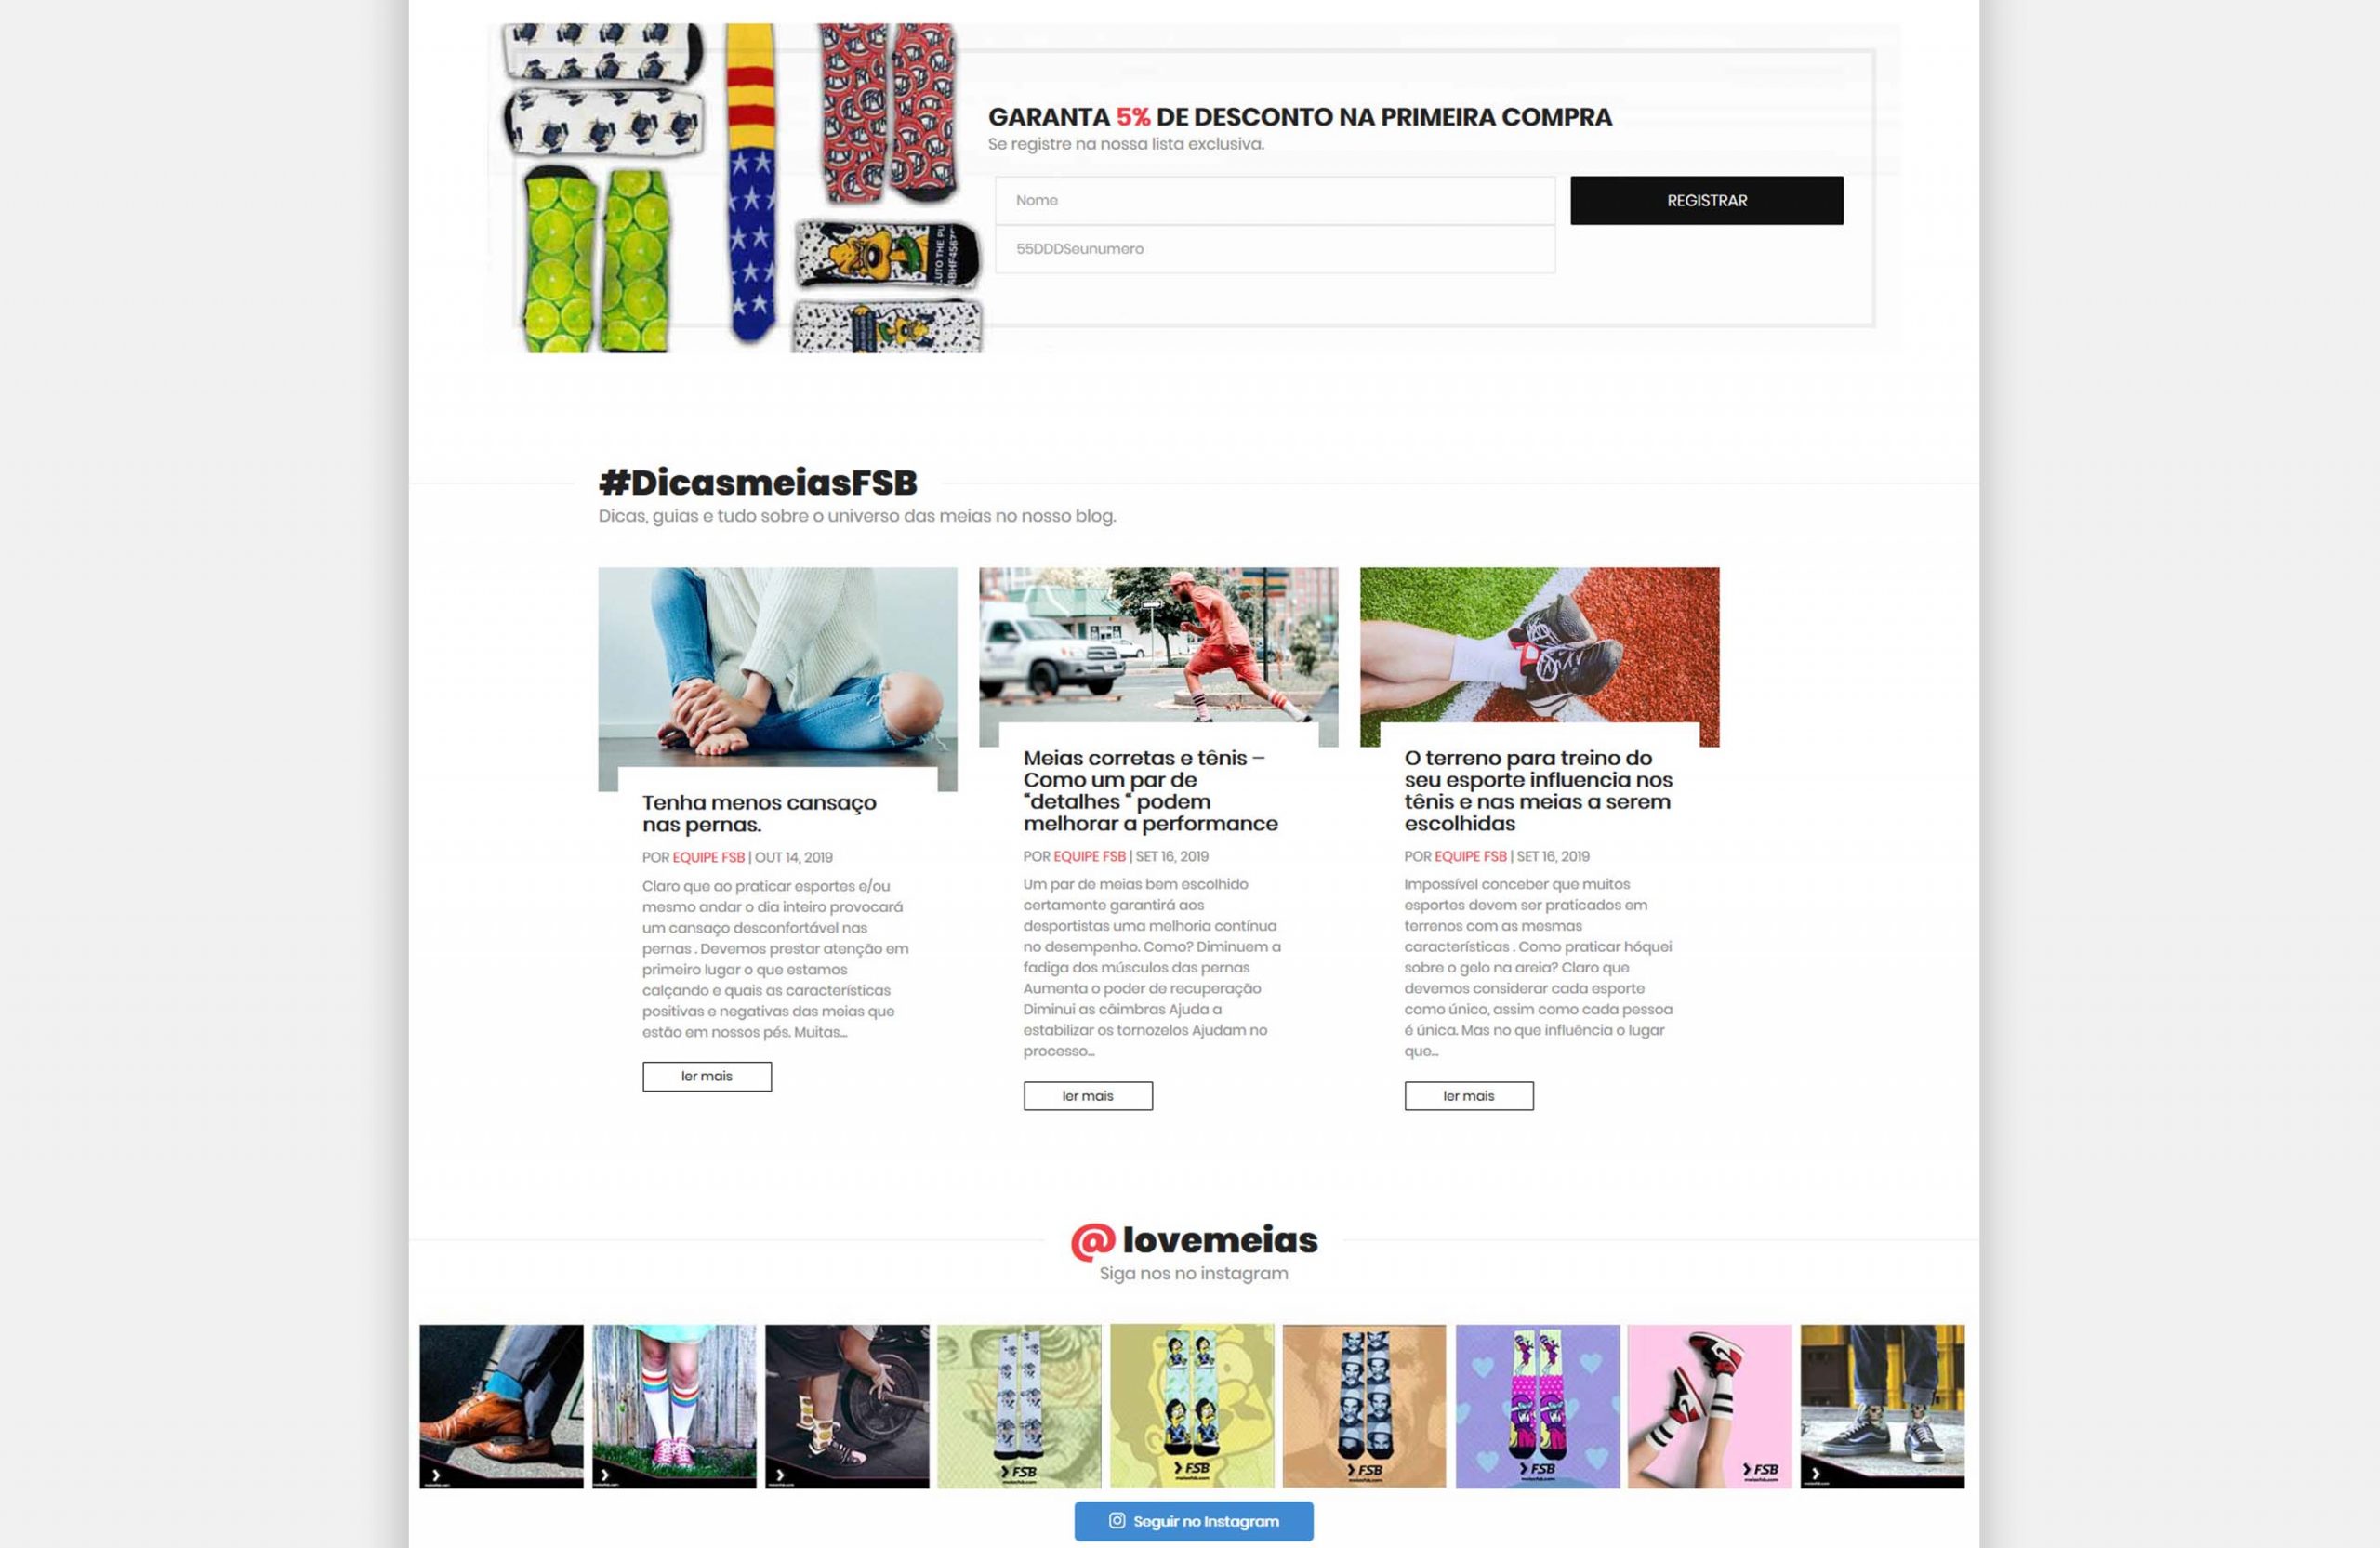 GARANTA 5% DE DESCONTO NA PRIMEIRA COMPRA
Se registre na nossa lista exclusiva.
Nome
REGISTRAR
55DDDSeunumero
#DicasmeiasFSB
Dicas, guias e tudo sobre o universo das meias no nosso blog.
Tenha menos cansaço
nas pernas.
POR EQUIPE FSB | OUT 14, 2019
Claro que ao praticar esportes e/ou
mesmo andar o dia inteiro provocará
um cansaço desconfortável nas
pernas . Devemos prestar atenção em
primeiro lugar o que estamos
calçando e quais as características
positivas e negativas das meias que
estão em nossos pés. Muitas...
ler mais
Meias corretas e tênis –
Como um par de
“detalhes “ podem
melhorar a performance
POR EQUIPE FSB | SET 16, 2019
Um par de meias bem escolhido
certamente garantirá aos
desportistas uma melhoria contínua
no desempenho. Como? Diminuem a
fadiga dos músculos das pernas
Aumenta o poder de recuperação
Diminui as câimbras Ajuda a
estabilizar os tornozelos Ajudam no
processo...
ler mais
O terreno para treino do
seu esporte influencia nos
tênis e nas meias a serem
escolhidas
POR EQUIPE FSB | SET 16, 2019
Impossível conceber que muitos
esportes devem ser praticados em
terrenos com as mesmas
características . Como praticar hóquei
sobre o gelo na areia? Claro que
devemos considerar cada esporte
como único, assim como cada pessoa
é única. Mas no que influência o lugar
que...
ler mais
@lovemeias
Siga nos no instagram
FSB
FSB
FSB
FSB
FSB
Seguir no Instagram